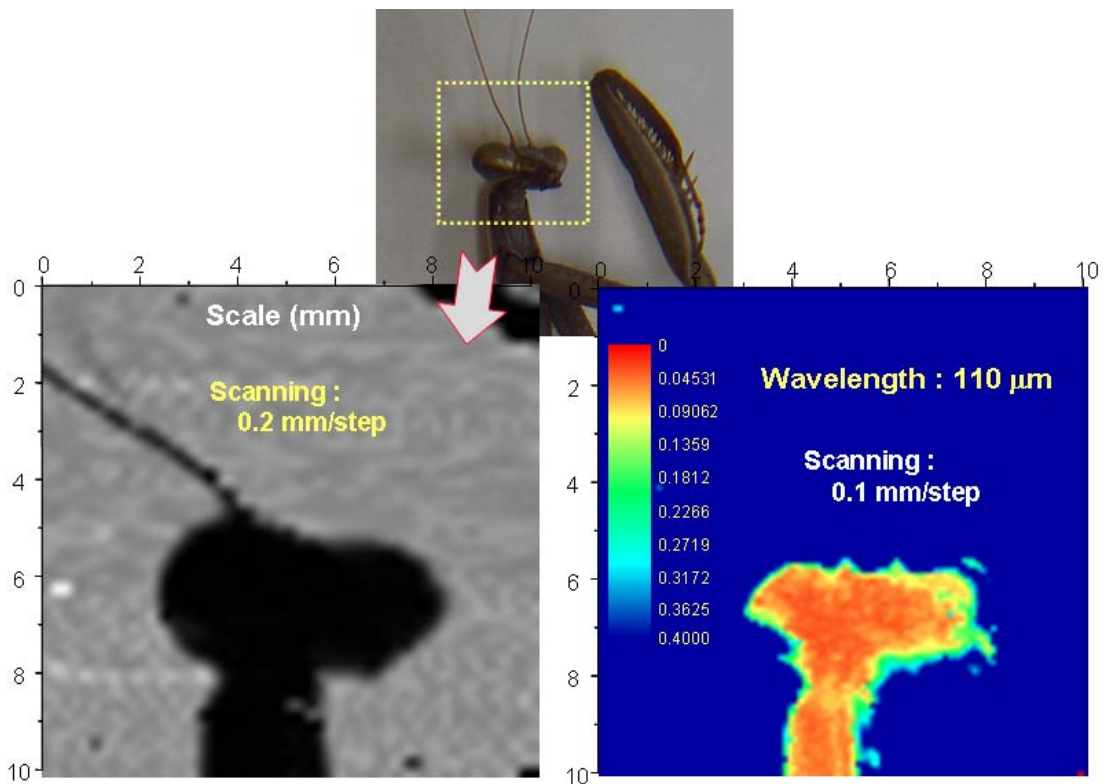 0 2 4 6 8 10
0 2 4 6 8 10
0
2
4
6
8
10
Scale (mm)
Scanning :
0.2 mm/step
0
2
4
6
8
10
0
0.04531
0.09062
0.1359
0.1812
0.2266
0.2719
0.3172
0.3625
0.4000
Wavelength : 110 μm
Scanning :
0.1 mm/step